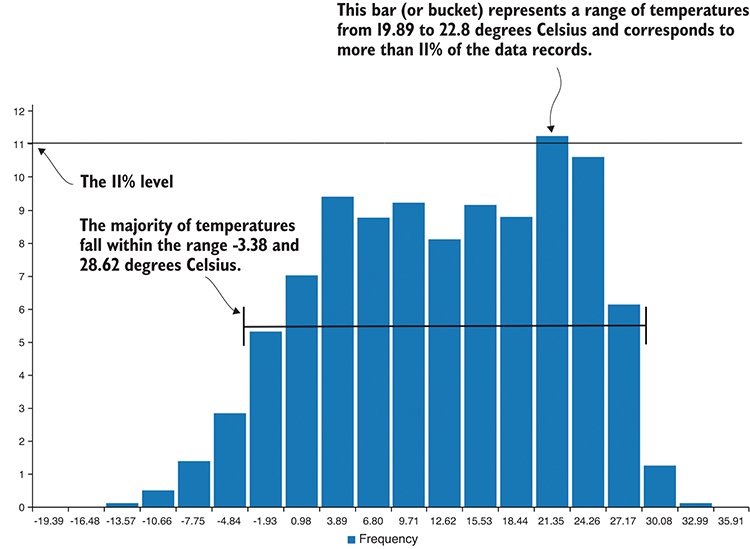 This bar (or bucket) represents a range of temperatures
from 19.89 to 22.8 degrees Celsius and corresponds to
more than 11% of the data records.
12
11
10
9
8
7
6
5
4
3
2
1
0
The 11% level
The majority of temperatures
fall within the range -3.38 and
28.62 degrees Celsius.
-19.39 -16.48 -13.57 -10.66 -7.75 -4.84 -1.93 0.98 3.89 6.80 9.71 12.62 15.53 18.44 21.35 24.26 27.17 30.08 32.99 35.91
Frequency